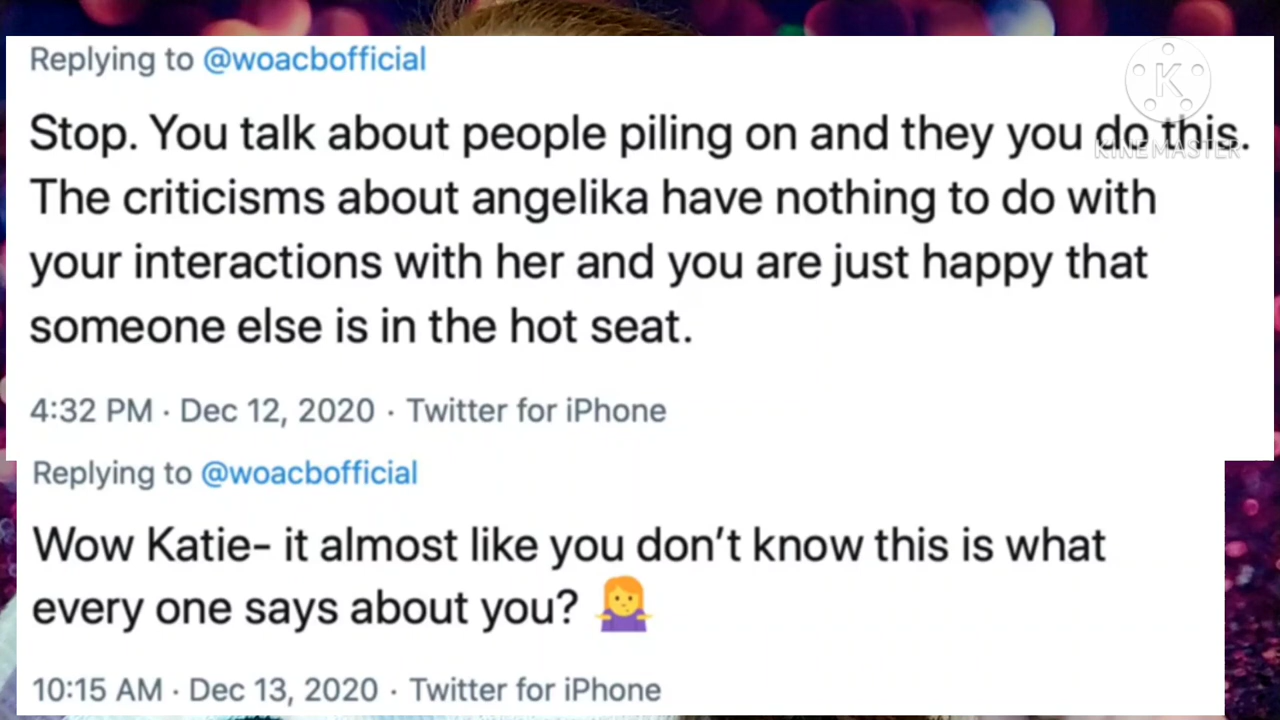 Replying to @woacbofficial
Stop. You talk about people piling on and they you do this.
The criticisms about angelika have nothing to do with
your interactions with her and you are just happy that
someone else is in the hot seat.
4:32 PM · Dec 12, 2020 · Twitter for iPhone
Replying to @woacbofficial
Wow Katie- it almost like you don’t know this is what
every one says about you? 🤷‍♀️
10:15 AM · Dec 13, 2020 · Twitter for iPhone
K
KINEMASTER